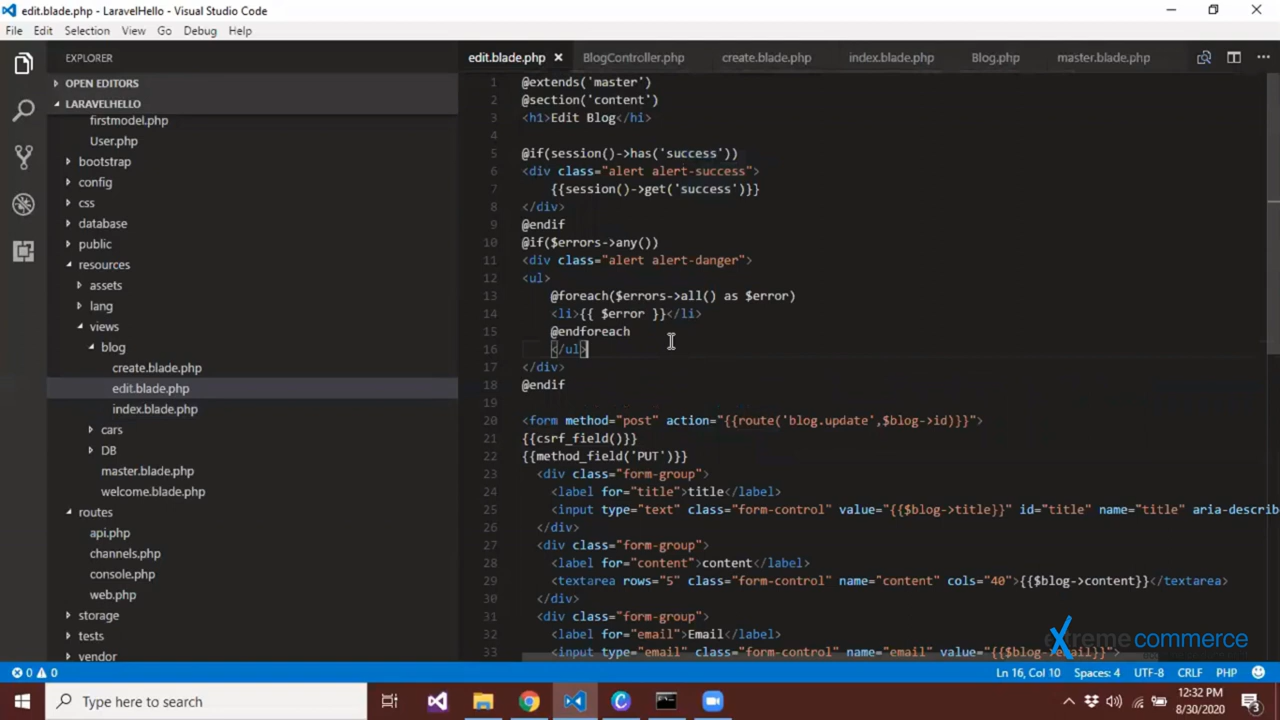 edit.blade.php - LaravelHello - Visual Studio Code
File Edit Selection View Go Debug Help
EXPLORER
OPEN EDITORS
LARAVELHELLO
firstmodel.php
User.php
bootstrap
config
css
database
public
resources
assets
lang
views
blog
create.blade.php
edit.blade.php
index.blade.php
cars
DB
master.blade.php
welcome.blade.php
routes
api.php
channels.php
console.php
web.php
storage
tests
vendor
edit.blade.php BlogController.php create.blade.php index.blade.php Blog.php master.blade.php
1 @extends('master')
2 @section('content')
3 <h1>Edit Blog</hi>
4
5 @if(session()->has('success'))
6 <div class="alert alert-success">
7 {{session()->get('success')}}
8 </div>
9 @endif
10 @if($errors->any())
11 <div class="alert alert-danger">
12 <ul>
13 @foreach($errors->all() as $error)
14 <li>{{ $error }}</li>
15 @endforeach
16 </ul>
17 </div>
18 @endif
19
20 <form method="post" action="{{route('blog.update',$blog->id)}}">
21 {{csrf_field()}}
22 {{method_field('PUT')}}
23 <div class="form-group">
24 <label for="title">title</label>
25 <input type="text" class="form-control" value="{{$blog->title}}" id="title" name="title" aria-describ
26 </div>
27 <div class="form-group">
28 <label for="content">content</label>
29 <textarea rows="5" class="form-control" name="content" cols="40">{{$blog->content}}</textarea>
30 </div>
31 <div class="form-group">
32 <label for="email">Email</label>
33 <input type="email" class="form-control" name="email" value="{{$blog->email}}">
extreme commerce
0 0 Ln 16, Col 10 Spaces: 4 UTF-8 CRLF PHP
Type here to search
12:32 PM
8/30/2020
3